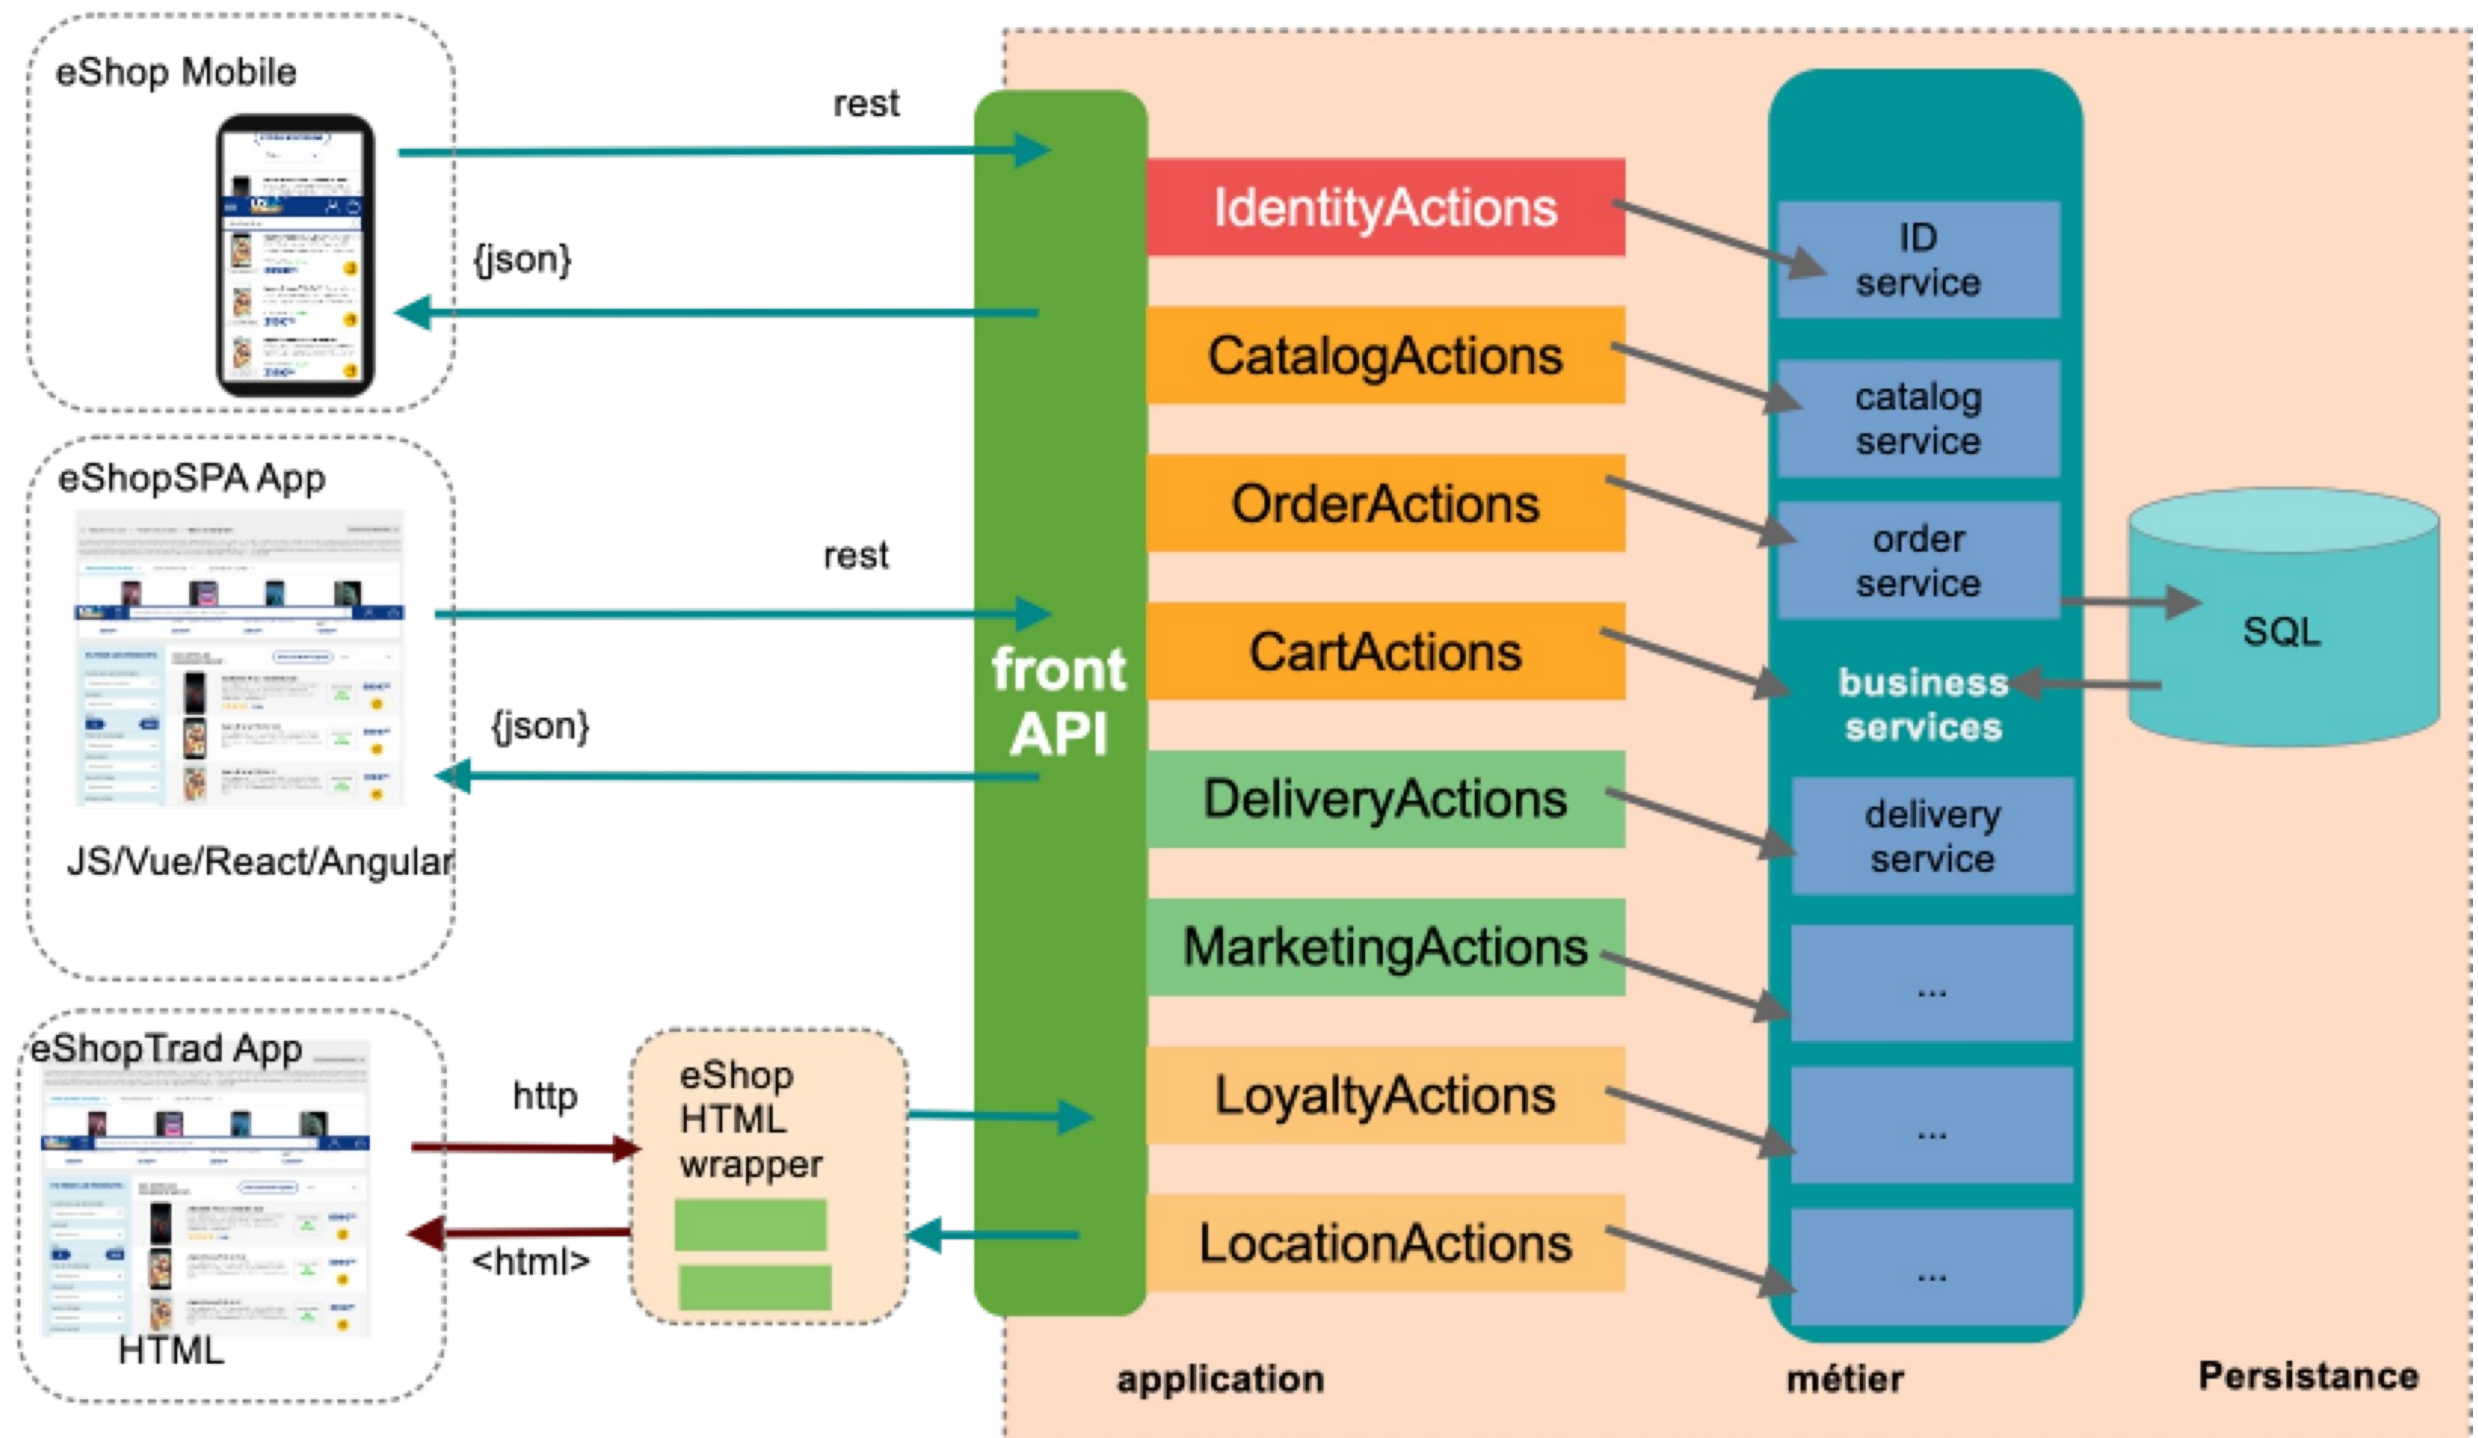 eShop Mobile
rest
{json}
eShopSPA App
rest
{json}
JS/Vue/React/Angular
eShopTrad App
http
<html>
HTML
eShop
HTML
wrapper
front
API
IdentityActions
CatalogActions
OrderActions
CartActions
DeliveryActions
MarketingActions
LoyaltyActions
LocationActions
ID
service
catalog
service
order
service
business
services
delivery
service
...
...
...
SQL
application
métier
Persistance